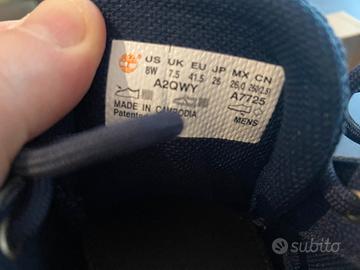 US UK EU JP MX CN
8W 7.5 41.5 26 26.0 260(2.5)
A2QWY A7725
MADE IN CAMBODIA
Patented
MENS
subito